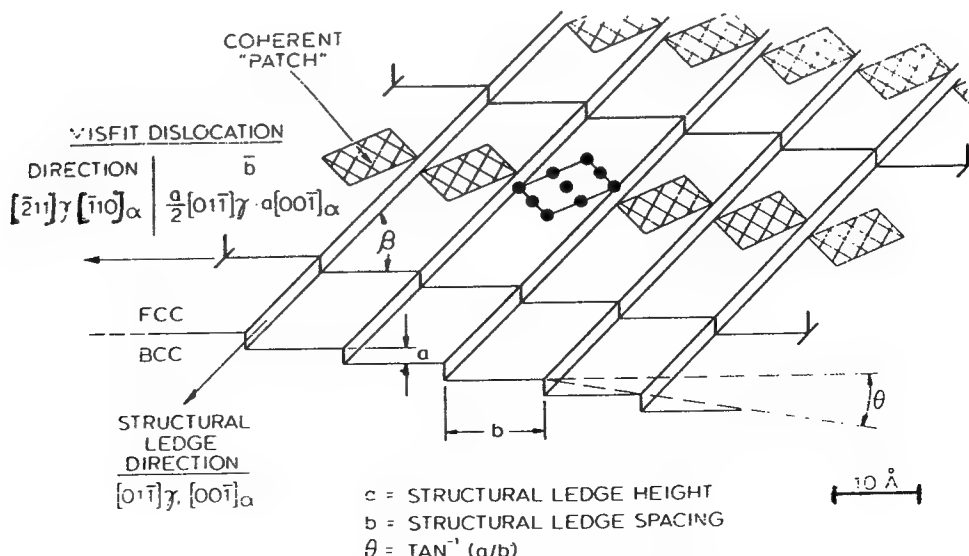 COHERENT
"PATCH"
MISFIT DISLOCATION
DIRECTION b̅
[2̅11]γ, [1̅10]α a/2[011̅]γ · a[001̅]α
β
FCC
BCC
a
θ
b
STRUCTURAL
LEDGE
DIRECTION
[011̅]γ, [001̅]α
c = STRUCTURAL LEDGE HEIGHT
10 Å
b = STRUCTURAL LEDGE SPACING
θ = TAN⁻¹ (a/b)